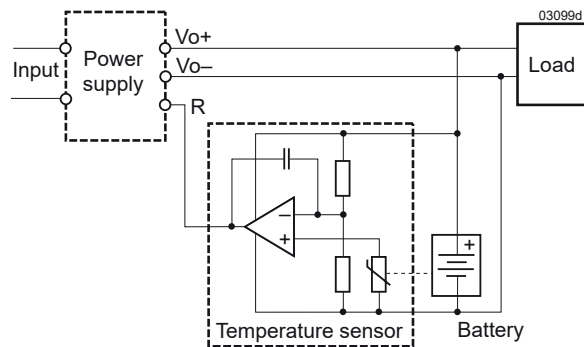 03099d
Input
Power
supply
Vo+
Vo–
R
Load
–
+
+
Temperature sensor
Battery